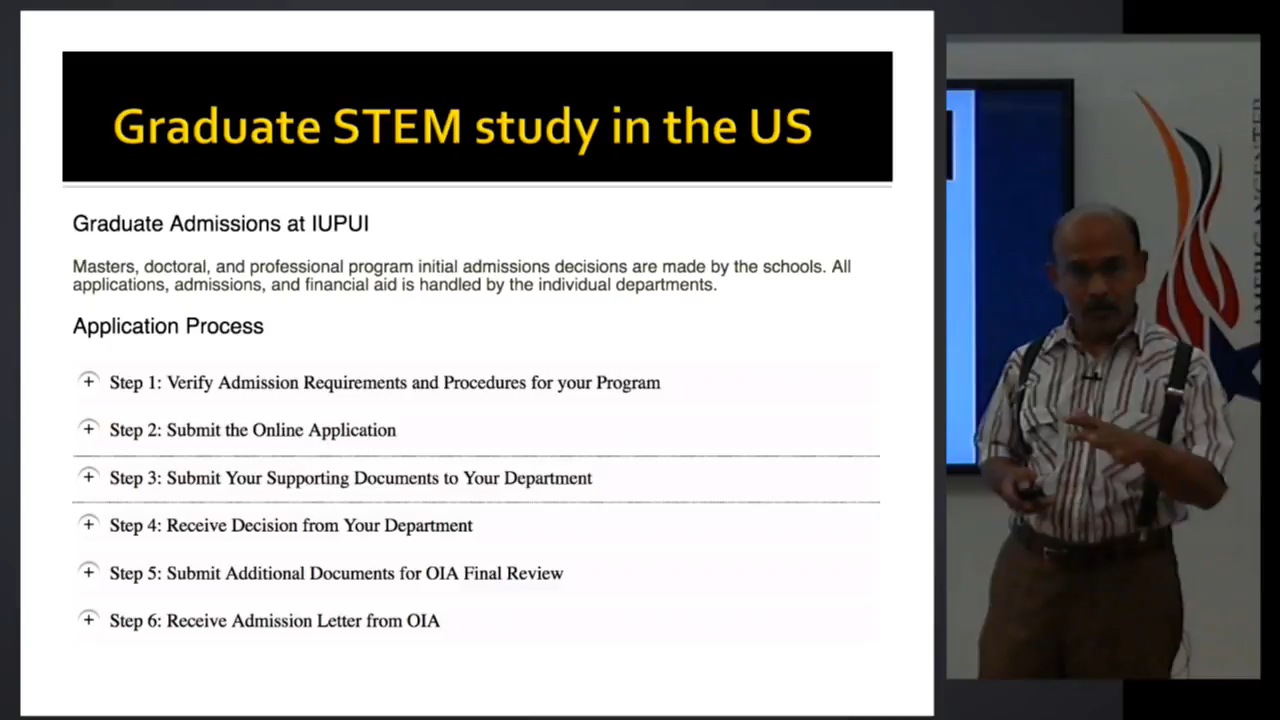 Graduate STEM study in the US
Graduate Admissions at IUPUI
Masters, doctoral, and professional program initial admissions decisions are made by the schools. All
applications, admissions, and financial aid is handled by the individual departments.
Application Process
+ Step 1: Verify Admission Requirements and Procedures for your Program
+ Step 2: Submit the Online Application
+ Step 3: Submit Your Supporting Documents to Your Department
+ Step 4: Receive Decision from Your Department
+ Step 5: Submit Additional Documents for OIA Final Review
+ Step 6: Receive Admission Letter from OIA
AMERICAN CENTER